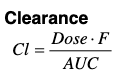 Clearance
Cl = Dose · F / AUC